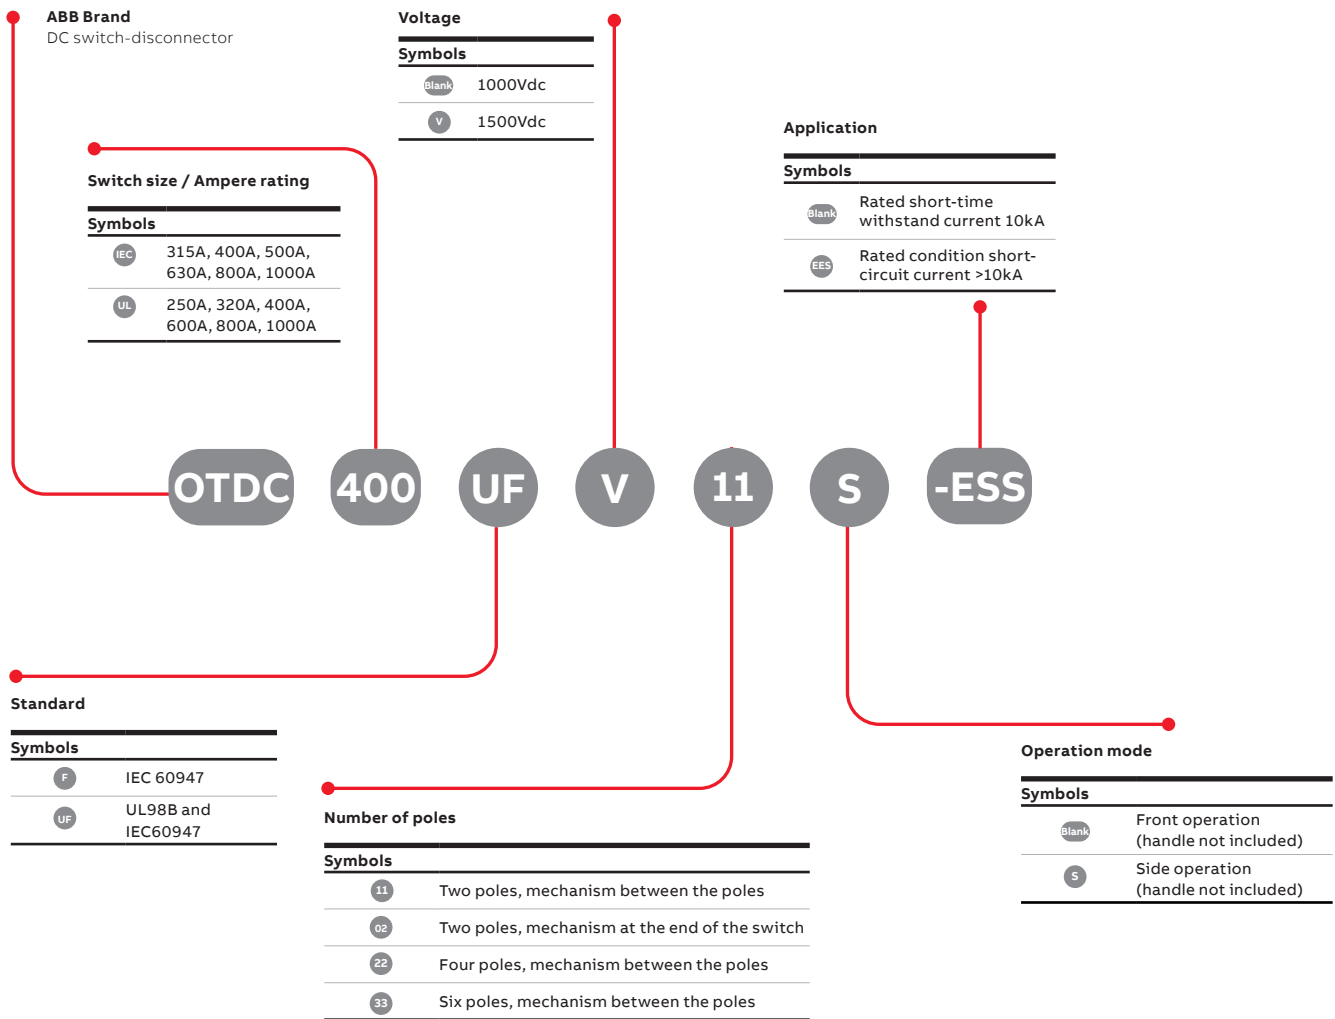 ABB Brand
DC switch-disconnector
Voltage
Symbols
Blank 1000Vdc
V 1500Vdc
Application
Symbols
Blank Rated short-time
withstand current 10kA
EES Rated condition short-
circuit current >10kA
Switch size / Ampere rating
Symbols
IEC 315A, 400A, 500A,
630A, 800A, 1000A
UL 250A, 320A, 400A,
600A, 800A, 1000A
OTDC 400 UF V 11 S -ESS
Standard
Symbols
F IEC 60947
UF UL98B and
IEC60947
Number of poles
Symbols
11 Two poles, mechanism between the poles
02 Two poles, mechanism at the end of the switch
22 Four poles, mechanism between the poles
33 Six poles, mechanism between the poles
Operation mode
Symbols
Blank Front operation
(handle not included)
S Side operation
(handle not included)